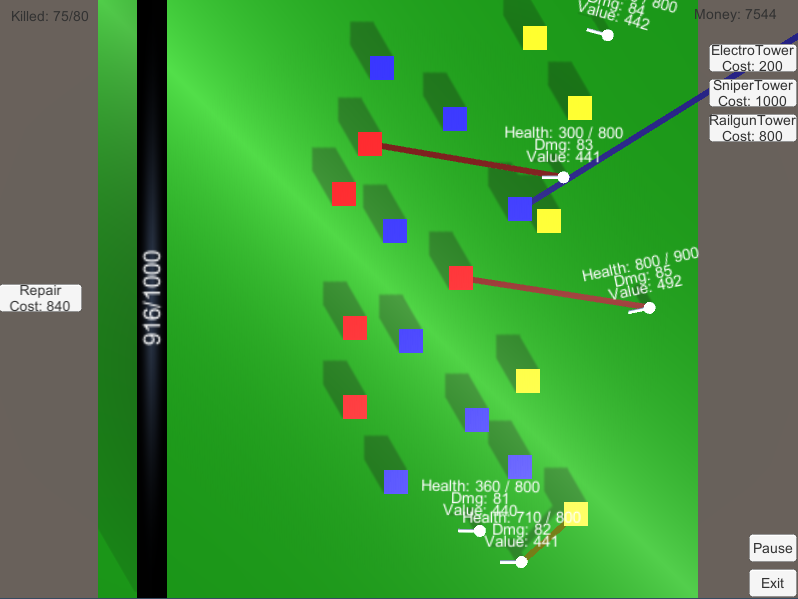 Killed: 75/80
/ 800
Dmg: 84
Value: 442
Money: 7544
ElectroTower
Cost: 200
SniperTower
Cost: 1000
RailgunTower
Cost: 800
Health: 300 / 800
Dmg: 83
Value: 441
Health: 800 / 900
Dmg: 85
Value: 492
Repair
Cost: 840
916/1000
Health: 360 / 800
Dmg: 81
Value: 440
Health: 710 / 800
Dmg: 82
Value: 441
Pause
Exit